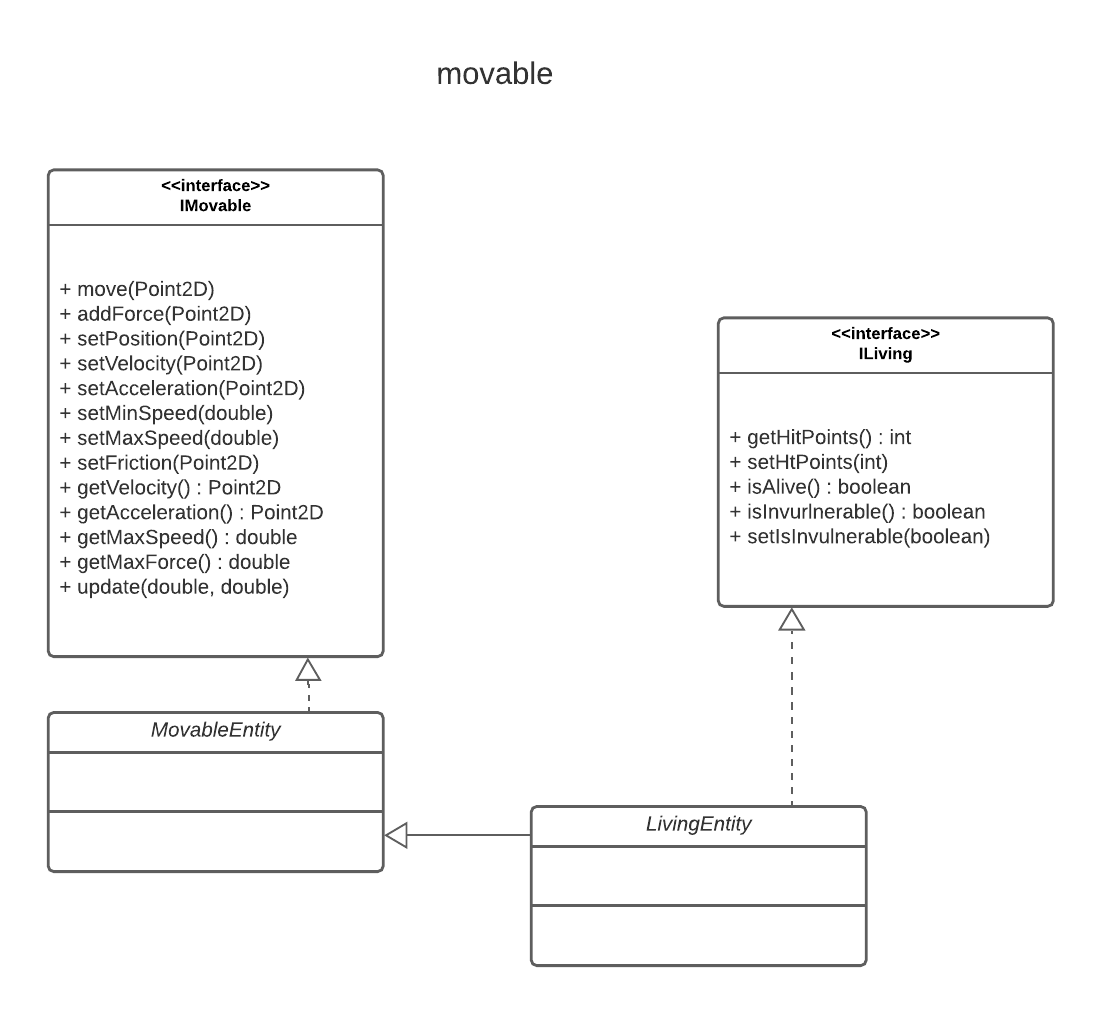 movable
<<interface>>
IMovable
+ move(Point2D)
+ addForce(Point2D)
+ setPosition(Point2D)
+ setVelocity(Point2D)
+ setAcceleration(Point2D)
+ setMinSpeed(double)
+ setMaxSpeed(double)
+ setFriction(Point2D)
+ getVelocity() : Point2D
+ getAcceleration() : Point2D
+ getMaxSpeed() : double
+ getMaxForce() : double
+ update(double, double)
<<interface>>
ILiving
+ getHitPoints() : int
+ setHtPoints(int)
+ isAlive() : boolean
+ isInvurlnerable() : boolean
+ setIsInvulnerable(boolean)
MovableEntity
LivingEntity